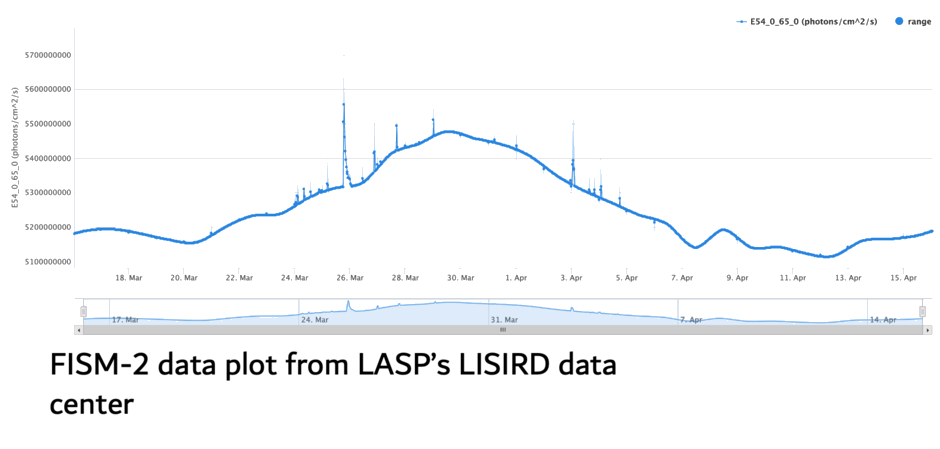 E54_0_65_0 (photons/cm^2/s) range
5700000000
5600000000
5500000000
5400000000
5300000000
5200000000
5100000000
E54_0_65_0 (photons/cm^2/s)
18. Mar 20. Mar 22. Mar 24. Mar 26. Mar 28. Mar 30. Mar 1. Apr 3. Apr 5. Apr 7. Apr 9. Apr 11. Apr 13. Apr 15. Apr
17. Mar 24. Mar 31. Mar 7. Apr 14. Apr
FISM-2 data plot from LASP’s LISIRD data
center